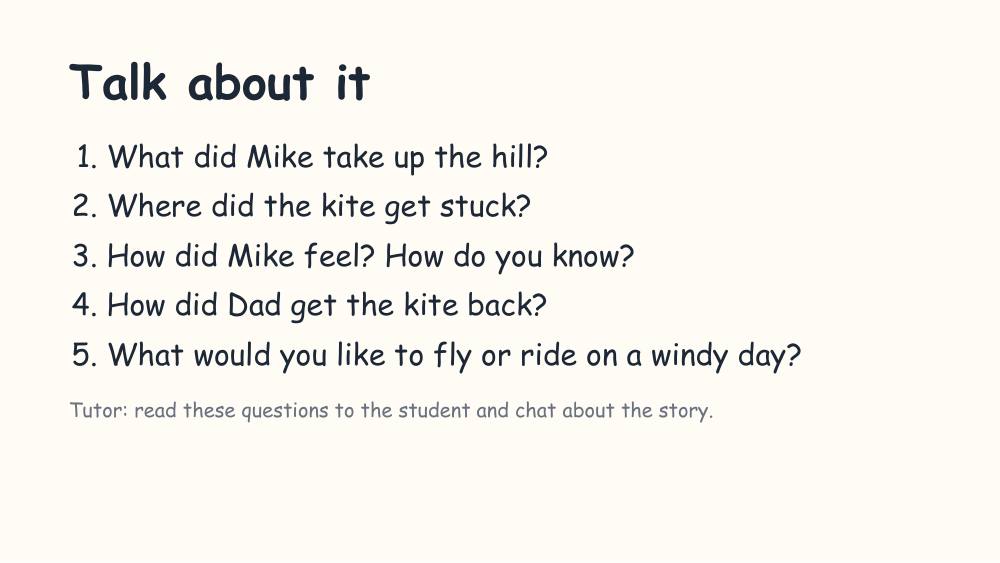 Talk about it
1. What did Mike take up the hill?
2. Where did the kite get stuck?
3. How did Mike feel? How do you know?
4. How did Dad get the kite back?
5. What would you like to fly or ride on a windy day?
Tutor: read these questions to the student and chat about the story.